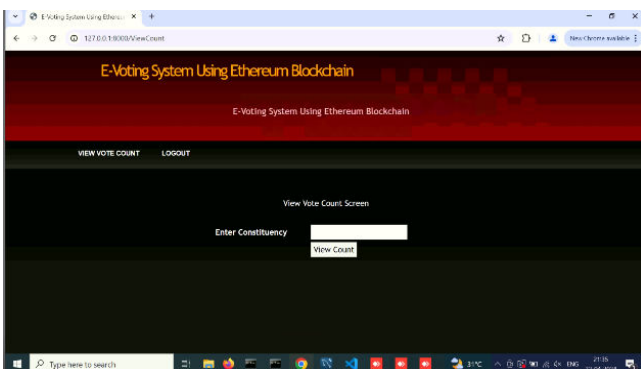 E-Voting System Using Ethereu
127.0.0.1:8000/ViewCount
New Chrome available
E-Voting System Using Ethereum Blockchain
E-Voting System Using Ethereum Blockchain
VIEW VOTE COUNT LOGOUT
View Vote Count Screen
Enter Constituency
View Count
Type here to search
31°C ENG 21:35